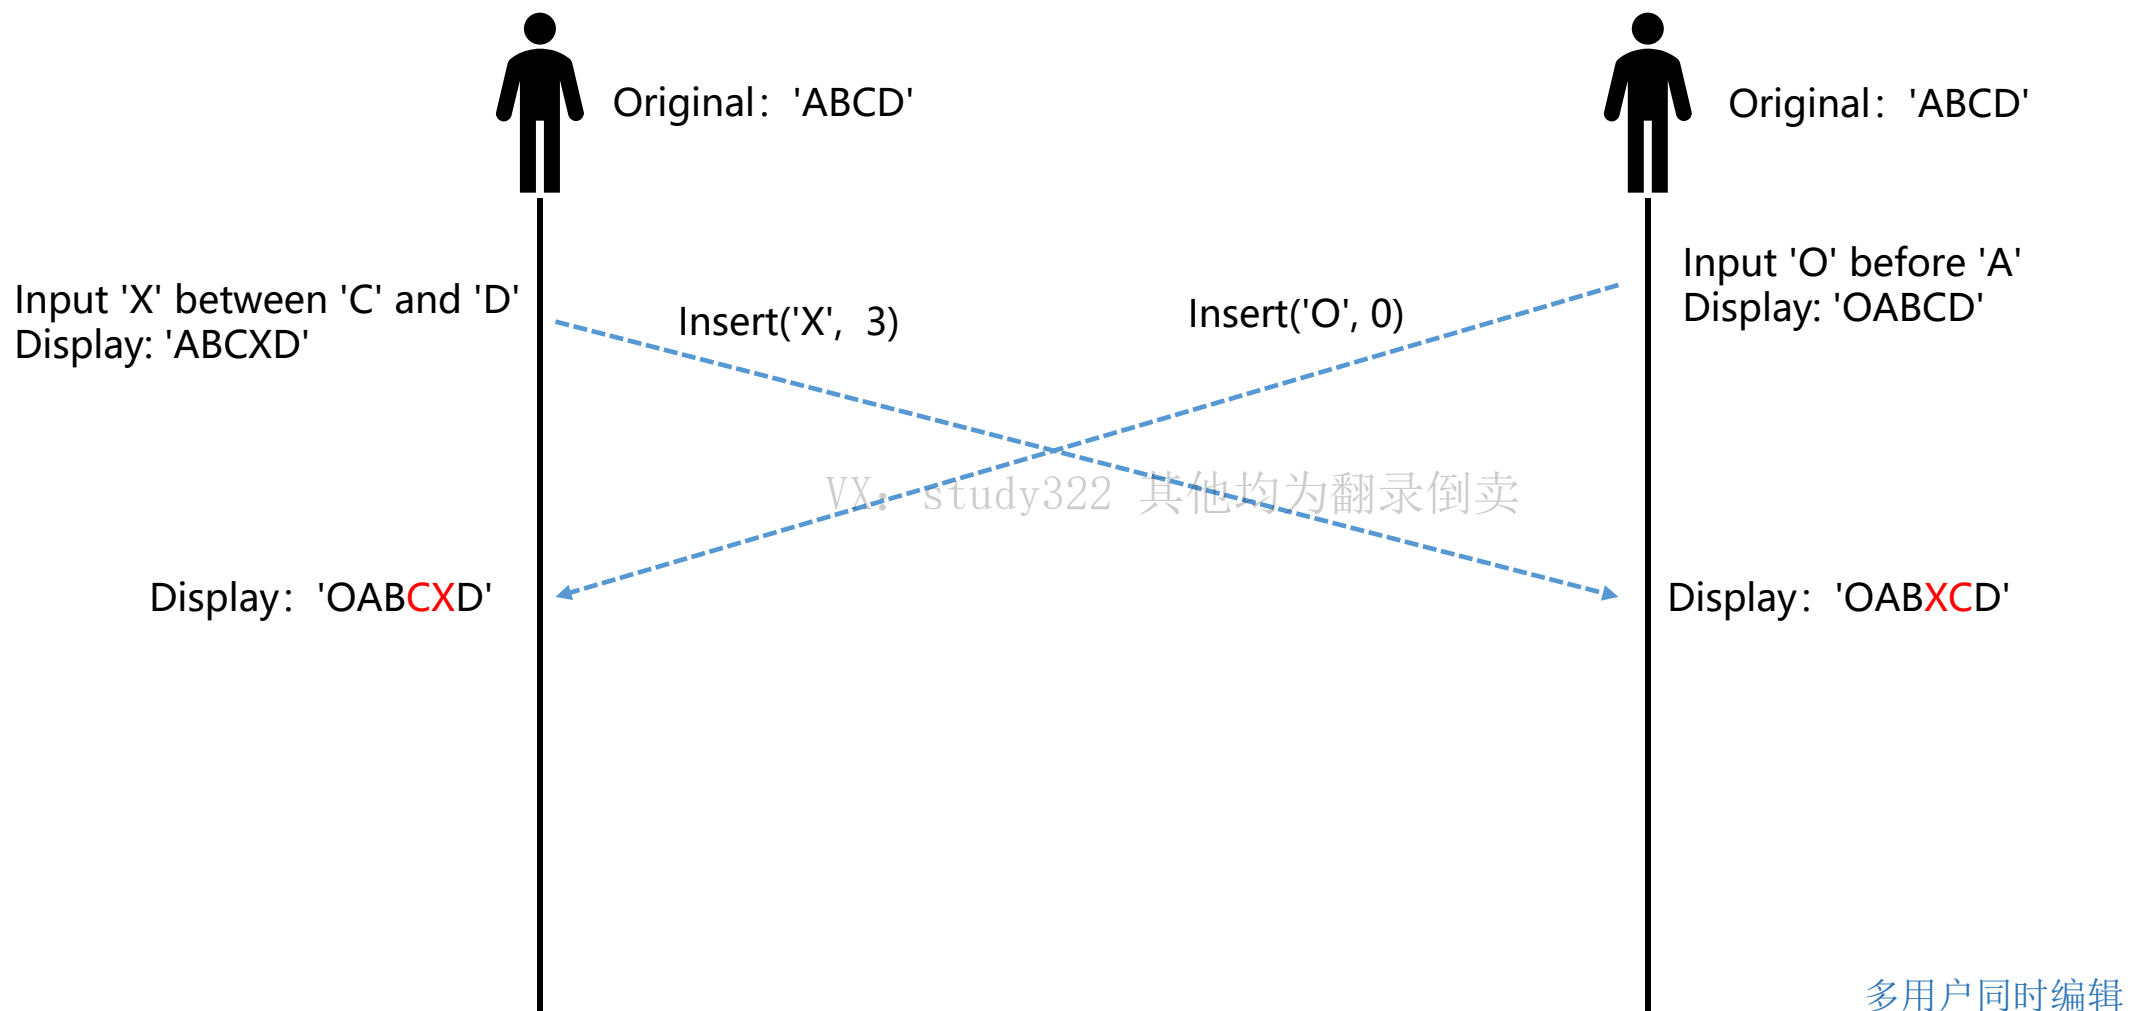 Original：'ABCD'
Original：'ABCD'
Input 'X' between 'C' and 'D'
Display: 'ABCXD'
Insert('X', 3)
Insert('O', 0)
Input 'O' before 'A'
Display: 'OABCD'
VX: study322 其他均为翻录倒卖
Display：'OABCXD'
Display：'OABXCD'
多用户同时编辑